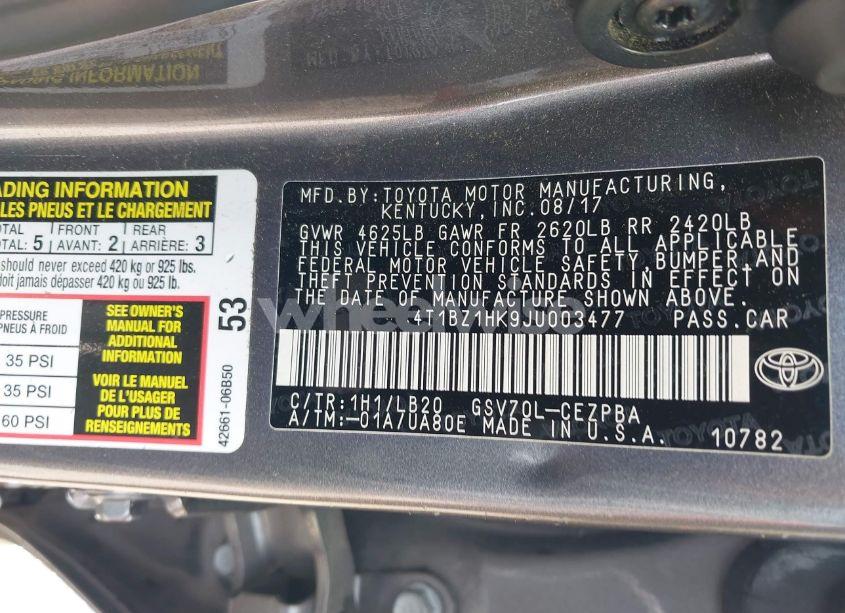 ADING INFORMATION
LES PNEUS ET LE CHARGEMENT
OTAL FRONT REAR
TAL: 5 AVANT: 2 ARRIÈRE: 3
should never exceed 420 kg or 925 lbs.
doit jamais dépasser 420 kg ou 925 lb.
PRESSURE
PNEUS À FROID
35 PSI
35 PSI
60 PSI
SEE OWNER'S
MANUAL FOR
ADDITIONAL
INFORMATION
VOIR LE MANUEL
DE L'USAGER
POUR PLUS DE
RENSEIGNEMENTS
53
42661-06B50
MFD.BY:TOYOTA MOTOR MANUFACTURING,
KENTUCKY,INC.08/17
GVWR 4625LB GAWR FR 2620LB RR 2420LB
THIS VEHICLE CONFORMS TO ALL APPLICABLE
FEDERAL MOTOR VEHICLE SAFETY,BUMPER,AND
THEFT PREVENTION STANDARDS IN EFFECT ON
THE DATE OF MANUFACTURE SHOWN ABOVE.
4T1BZ1HK9JU003477 PASS.CAR
C/TR:1H1/LB20 GSV70L-CEZPBA
A/TM:-01A/UA80E MADE IN U.S.A.
10782
TOYOTA
wheelwise